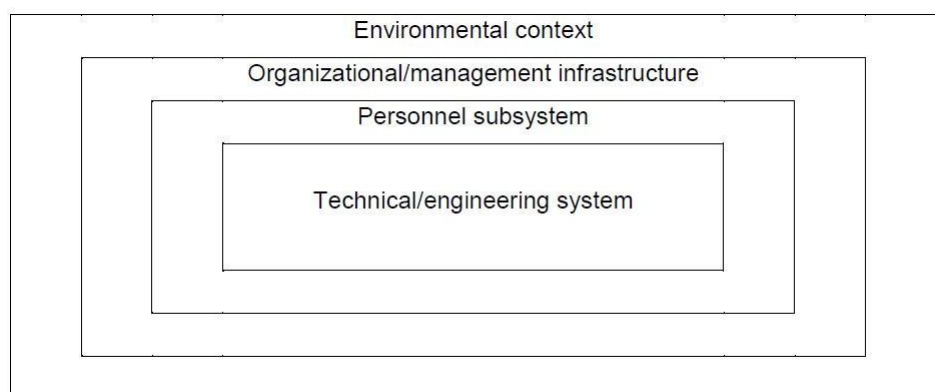 Environmental context
Organizational/management infrastructure
Personnel subsystem
Technical/engineering system